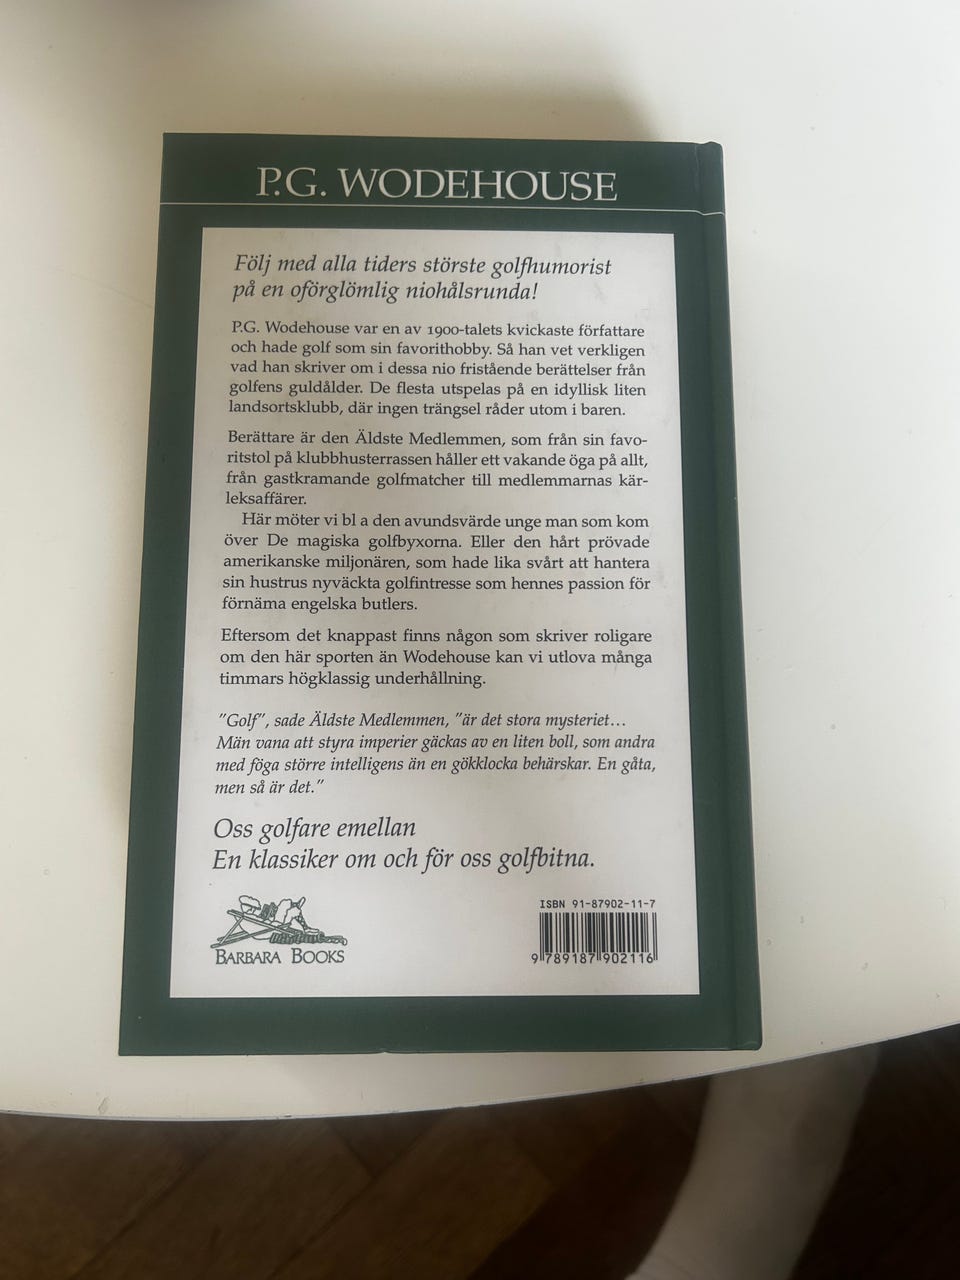 P.G. WODEHOUSE
Följ med alla tiders störste golfhumorist
på en oförglömlig niohålsrunda!
P.G. Wodehouse var en av 1900-talets kvickaste författare
och hade golf som sin favorithobby. Så han vet verkligen
vad han skriver om i dessa nio fristående berättelser från
golfens guldålder. De flesta utspelas på en idyllisk liten
landsortsklubb, där ingen trängsel råder utom i baren.
Berättare är den Äldste Medlemmen, som från sin favo-
ritstol på klubbhusterrassen håller ett vakande öga på allt,
från gastkramande golfmatcher till medlemmarnas kär-
leksaffärer.
Här möter vi bl a den avundsvärde unge man som kom
över De magiska golfbyxorna. Eller den hårt prövade
amerikanske miljonären, som hade lika svårt att hantera
sin hustrus nyväckta golfintresse som hennes passion för
förnäma engelska butlers.
Eftersom det knappast finns någon som skriver roligare
om den här sporten än Wodehouse kan vi utlova många
timmars högklassig underhållning.
"Golf", sade Äldste Medlemmen, "är det stora mysteriet...
Män vana att styra imperier gäckas av en liten boll, som andra
med föga större intelligens än en gökklocka behärskar. En gåta,
men så är det."
Oss golfare emellan
En klassiker om och för oss golfbitna.
BARBARA BOOKS
ISBN 91-87902-11-7
9 789187 902116